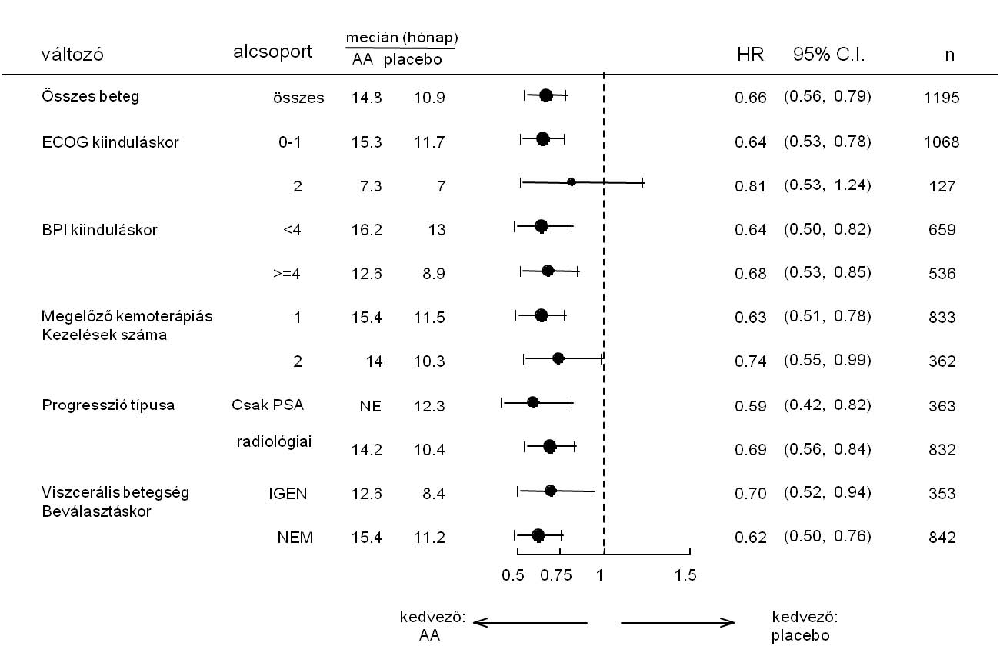 medián (hónap)
változó alcsoport AA placebo HR 95% C.I. n
Összes beteg összes 14.8 10.9 0.66 (0.56, 0.79) 1195
ECOG kiinduláskor 0-1 15.3 11.7 0.64 (0.53, 0.78) 1068
2 7.3 7 0.81 (0.53, 1.24) 127
BPI kiinduláskor <4 16.2 13 0.64 (0.50, 0.82) 659
>=4 12.6 8.9 0.68 (0.53, 0.85) 536
Megelőző kemoterápiás 1 15.4 11.5 0.63 (0.51, 0.78) 833
Kezelések száma
2 14 10.3 0.74 (0.55, 0.99) 362
Progresszió típusa Csak PSA NE 12.3 0.59 (0.42, 0.82) 363
radiológiai 14.2 10.4 0.69 (0.56, 0.84) 832
Viszcerális betegség IGEN 12.6 8.4 0.70 (0.52, 0.94) 353
Beválasztáskor
NEM 15.4 11.2 0.62 (0.50, 0.76) 842
0.5 0.75 1 1.5
kedvező: kedvező:
AA placebo